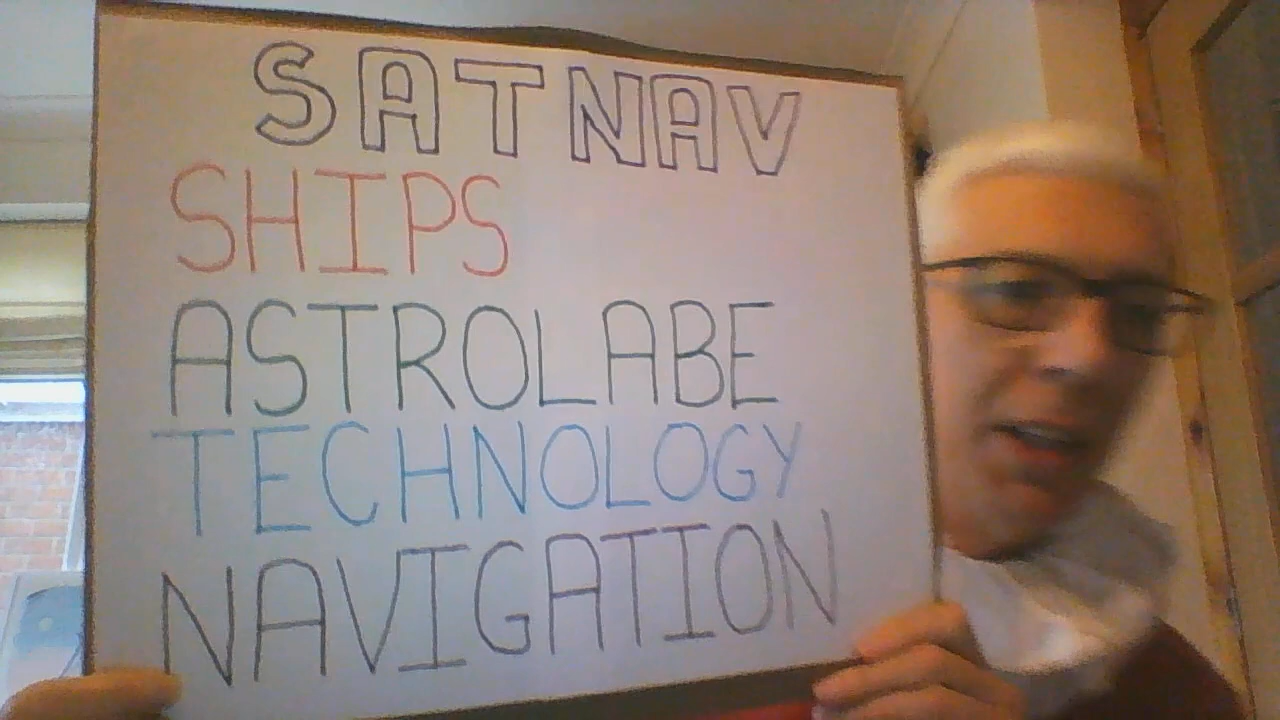 SATNAV
SHIPS
ASTROLABE
TECHNOLOGY
NAVIGATION